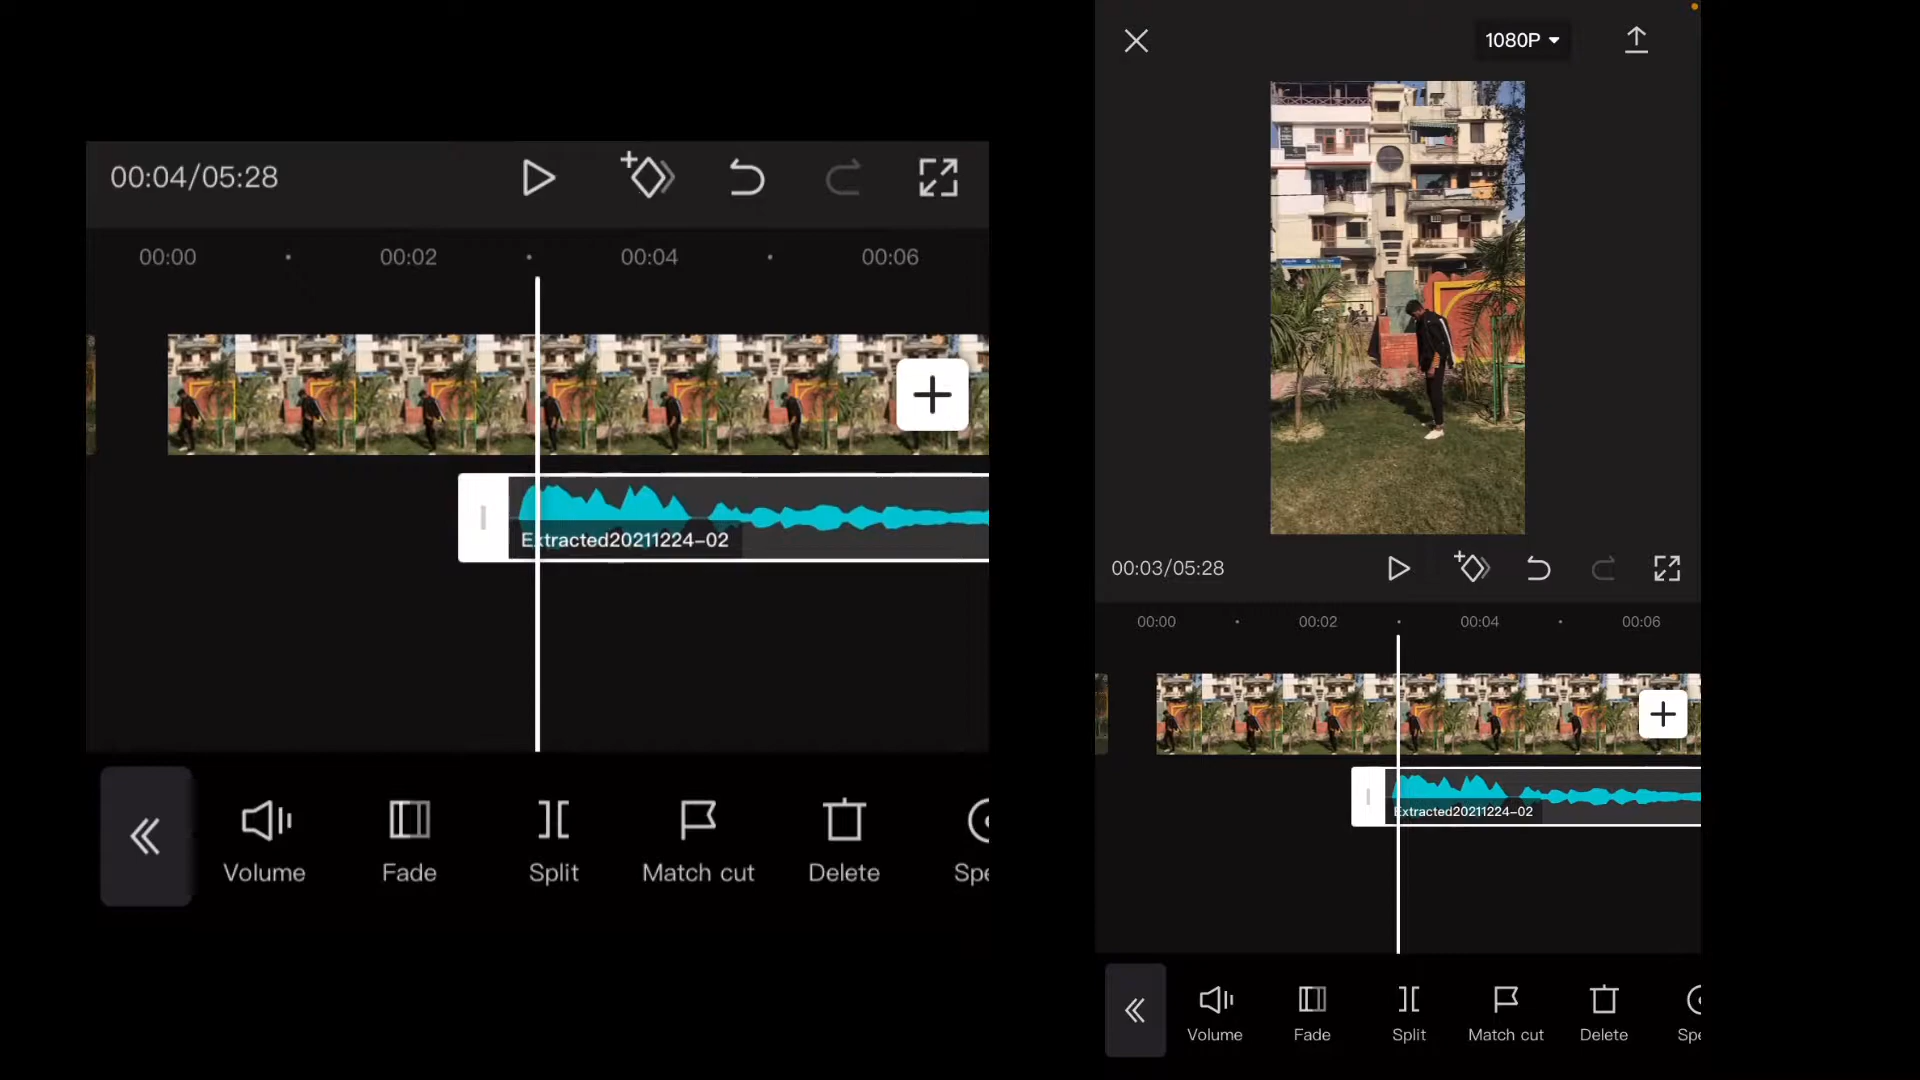 00:04/05:28
00:00
00:02
00:04
00:06
Extracted20211224-02
Volume
Fade
Split
Match cut
Delete
Spe
1080P
00:03/05:28
00:00
00:02
00:04
00:06
Extracted20211224-02
Volume
Fade
Split
Match cut
Delete
Spe